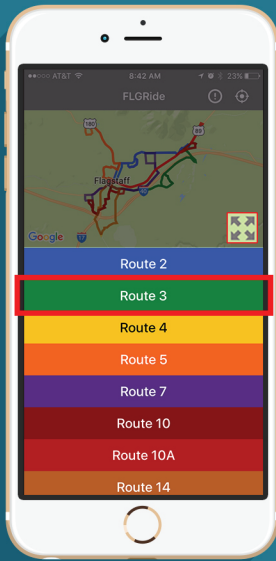 AT&T 8:42 AM 23%
FLGRide
180
89
Flagstaff
40
Google
Route 2
Route 3
Route 4
Route 5
Route 7
Route 10
Route 10A
Route 14